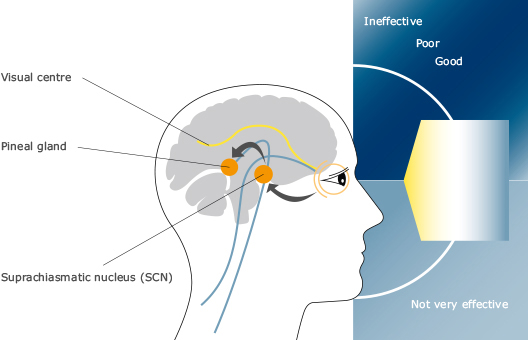 Ineffective
Poor
Good
Visual centre
Pineal gland
Suprachiasmatic nucleus (SCN)
Not very effective